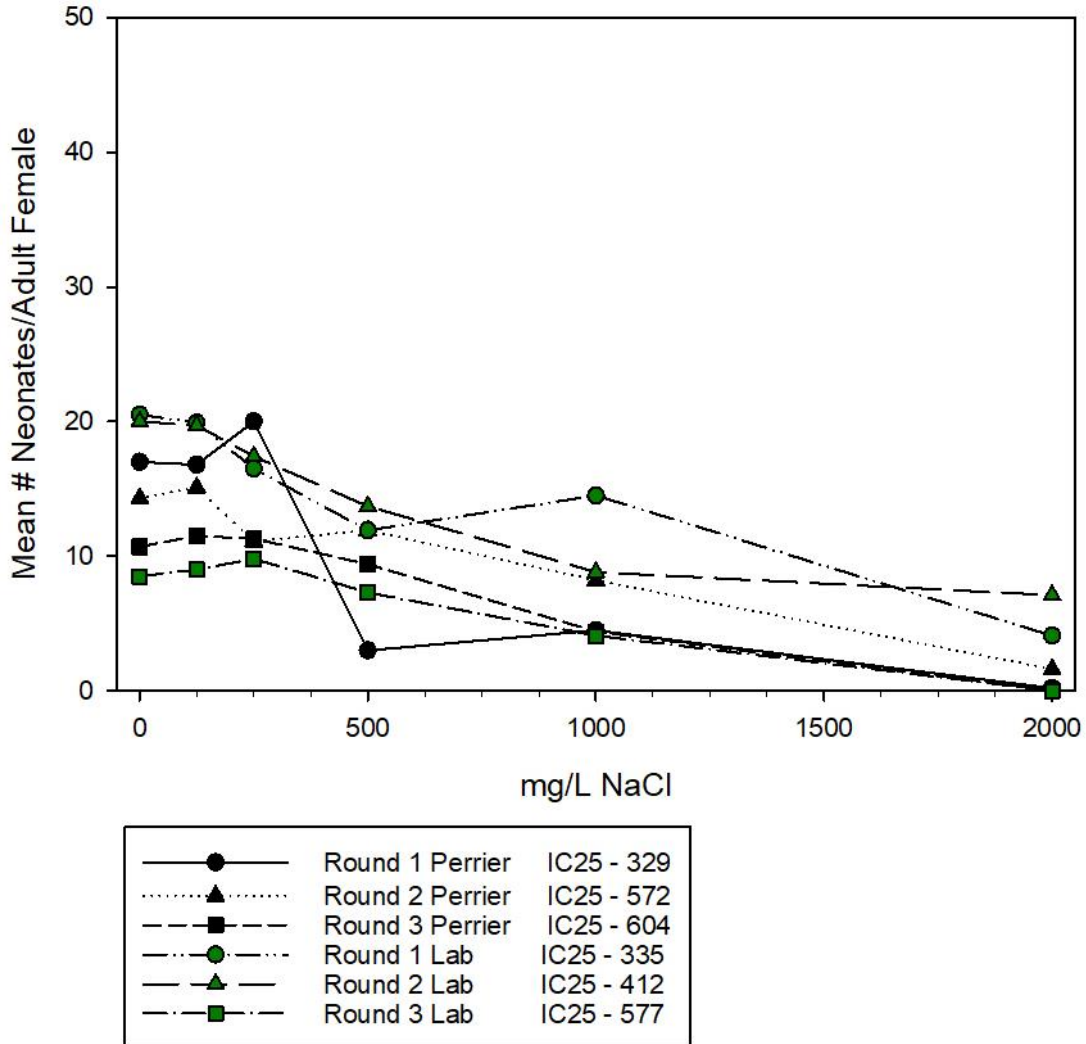 50
40
30
20
10
0
Mean # Neonates/Adult Female
0 500 1000 1500 2000
mg/L NaCl
Round 1 Perrier IC25 - 329
Round 2 Perrier IC25 - 572
Round 3 Perrier IC25 - 604
Round 1 Lab IC25 - 335
Round 2 Lab IC25 - 412
Round 3 Lab IC25 - 577